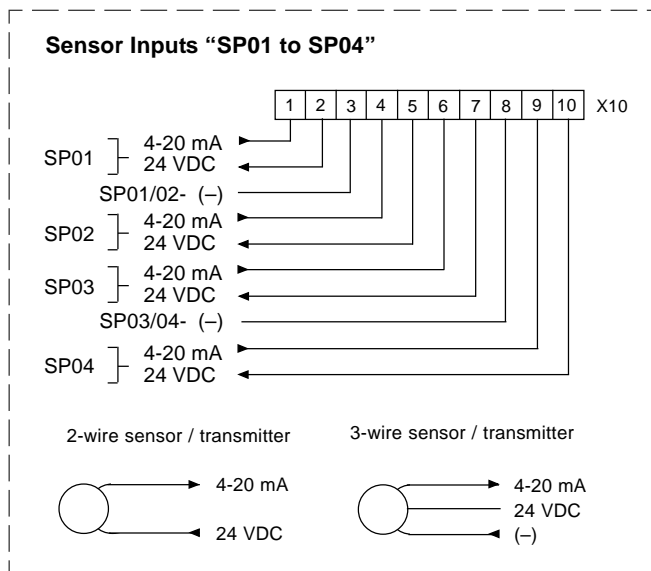 Sensor Inputs “SP01 to SP04”
1 2 3 4 5 6 7 8 9 10 X10
SP01
4-20 mA
24 VDC
SP01/02- (–)
SP02
4-20 mA
24 VDC
SP03
4-20 mA
24 VDC
SP03/04- (–)
SP04
4-20 mA
24 VDC
2-wire sensor / transmitter
4-20 mA
24 VDC
3-wire sensor / transmitter
4-20 mA
24 VDC
(–)